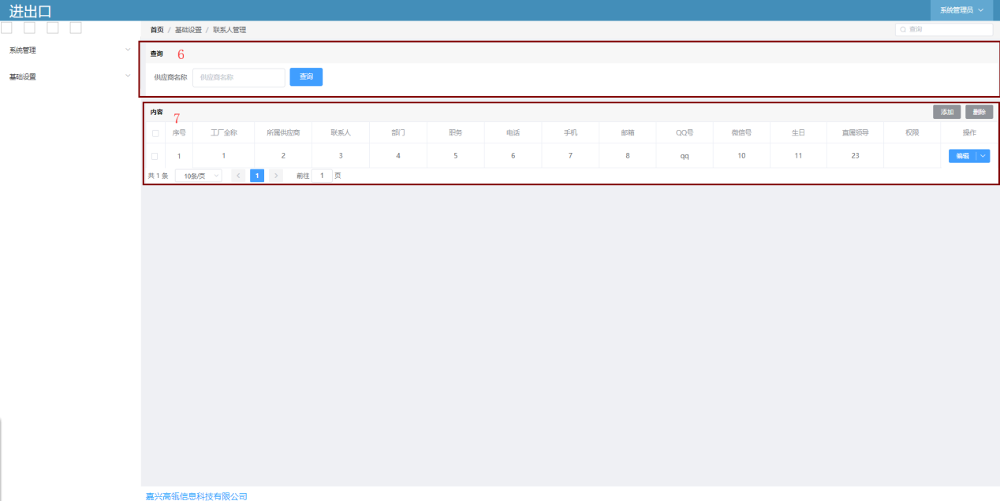 进出口 系统管理员
首页 / 基础设置 / 联系人管理 查询
系统管理
基础设置
查询 6
供应商名称 供应商名称 查询
内容 7 添加 删除
序号 工厂全称 所属供应商 联系人 部门 职务 电话 手机 邮箱 QQ号 微信号 生日 直属领导 权限 操作
1 1 2 3 4 5 6 7 8 qq 10 11 23 编辑
共 1 条 10条/页 < 1 > 前往 1 页
嘉兴高瓴信息科技有限公司